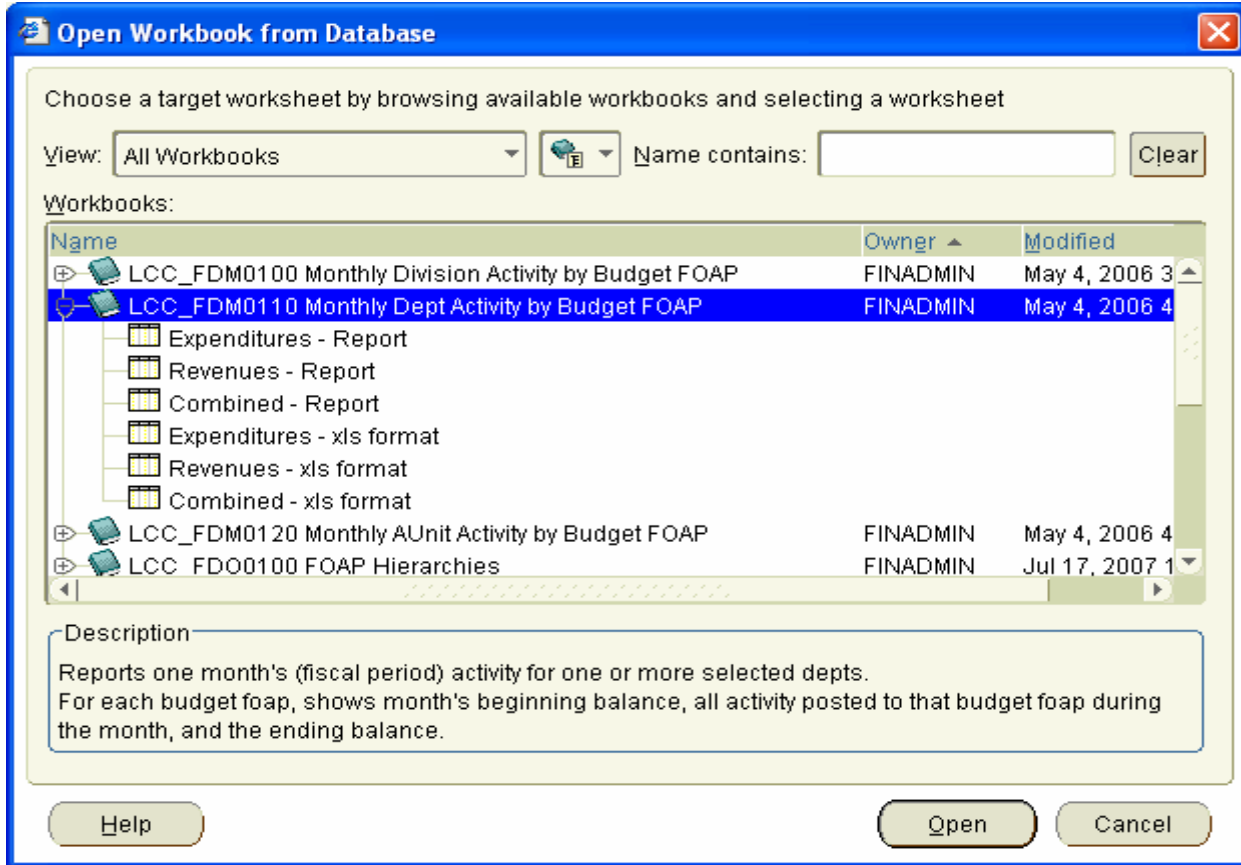 Open Workbook from Database
Choose a target worksheet by browsing available workbooks and selecting a worksheet
View: All Workbooks E Name contains: Clear
Workbooks:
Name Owner Modified
LCC_FDM0100 Monthly Division Activity by Budget FOAP FINADMIN May 4, 2006 3
LCC_FDM0110 Monthly Dept Activity by Budget FOAP FINADMIN May 4, 2006 4
Expenditures - Report
Revenues - Report
Combined - Report
Expenditures - xls format
Revenues - xls format
Combined - xls format
LCC_FDM0120 Monthly AUnit Activity by Budget FOAP FINADMIN May 4, 2006 4
LCC_FDO0100 FOAP Hierarchies FINADMIN Jul 17, 2007 1
Description
Reports one month's (fiscal period) activity for one or more selected depts.
For each budget foap, shows month's beginning balance, all activity posted to that budget foap during
the month, and the ending balance.
Help Open Cancel